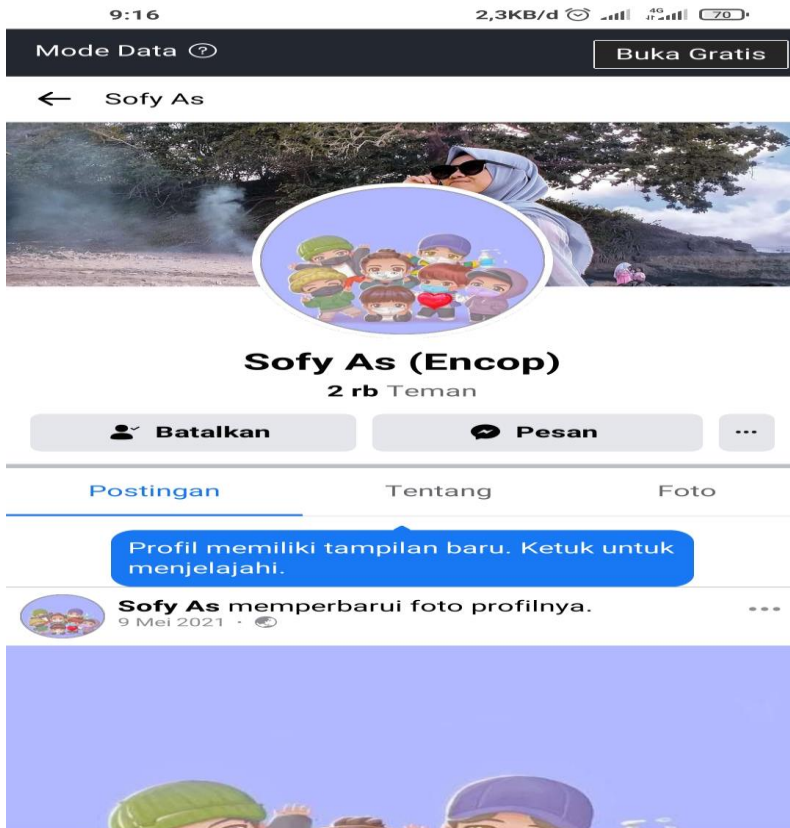 9:16
2,3KB/d 4G 70
Mode Data ?
Buka Gratis
Sofy As
Sofy As (Encop)
2 rb Teman
Batalkan
Pesan
Postingan
Tentang
Foto
Profil memiliki tampilan baru. Ketuk untuk
menjelajahi.
Sofy As memperbarui foto profilnya.
9 Mei 2021 ·